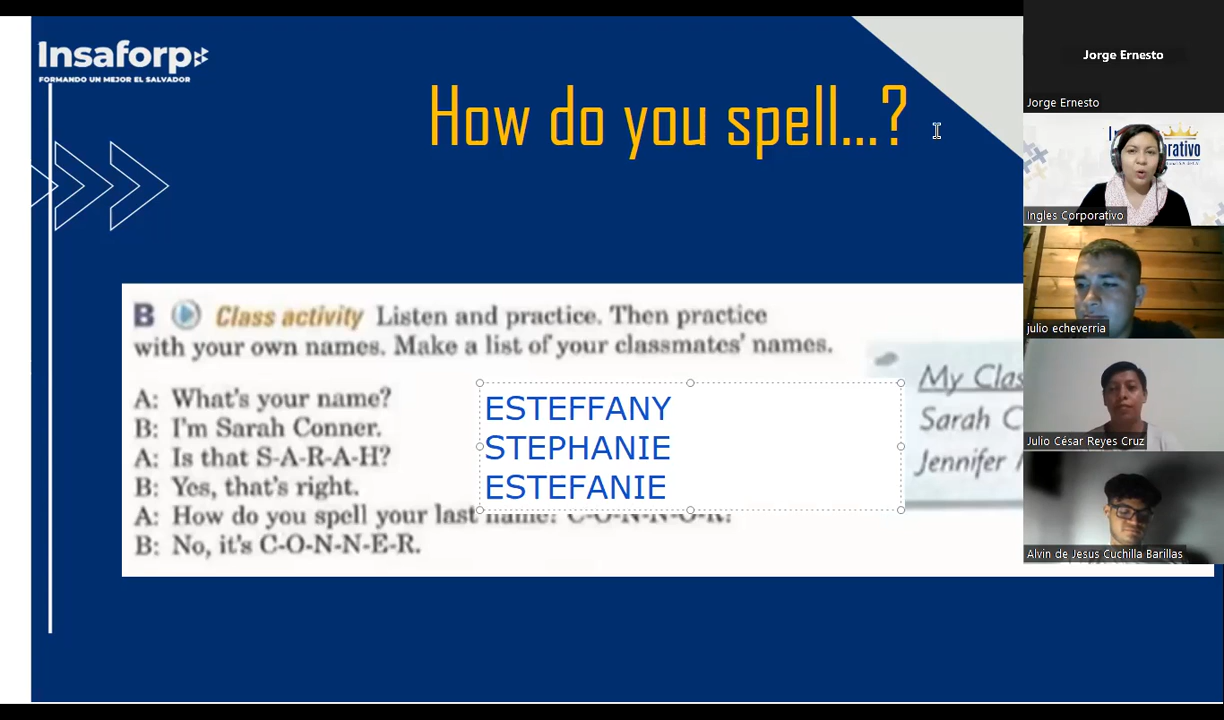 Insaforp
FORMANDO UN MEJOR EL SALVADOR
How do you spell...?
B Class activity Listen and practice. Then practice
with your own names. Make a list of your classmates' names.
A: What's your name?
B: I'm Sarah Conner.
A: Is that S-A-R-A-H?
B: Yes, that's right.
A: How do you spell your last name? C-O-N-N-O-R?
B: No, it's C-O-N-N-E-R.
ESTEFFANY
STEPHANIE
ESTEFANIE
My Clas
Sarah C
Jennifer
Jorge Ernesto
Jorge Ernesto
Ingles Corporativo
julio echeverria
Julio César Reyes Cruz
Alvin de Jesus Cuchilla Barillas